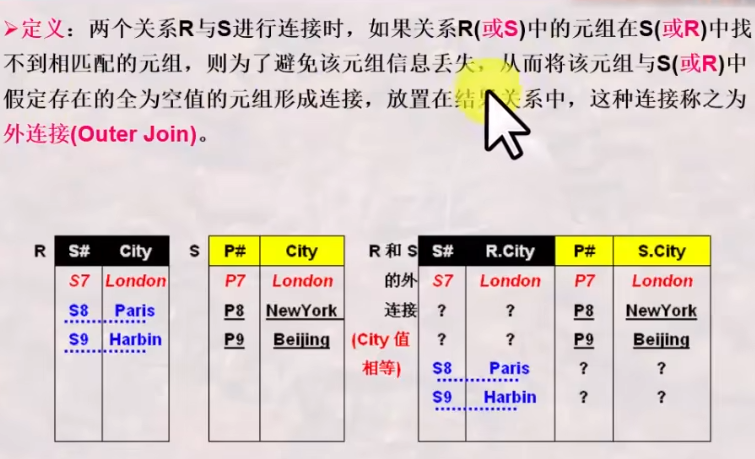 ➢定义：两个关系R与S进行连接时，如果关系R(或S)中的元组在S(或R)中找
不到相匹配的元组，则为了避免该元组信息丢失，从而将该元组与S(或R)中
假定存在的全为空值的元组形成连接，放置在结果关系中，这种连接称之为
外连接(Outer Join)。
R S# City S P# City R 和 S S# R.City P# S.City
S7 London P7 London 的外 S7 London P7 London
S8 Paris P8 NewYork 连接 ? ? P8 NewYork
S9 Harbin P9 Beijing (City 值 ? ? P9 Beijing
相等) S8 Paris ? ?
S9 Harbin ? ?